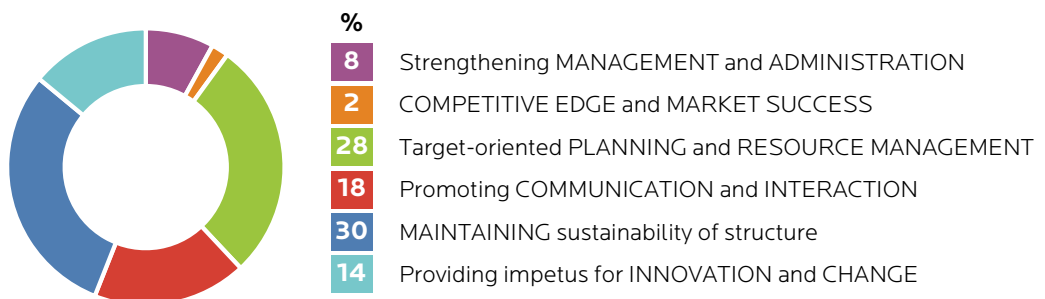 %
8 Strengthening MANAGEMENT and ADMINISTRATION
2 COMPETITIVE EDGE and MARKET SUCCESS
28 Target-oriented PLANNING and RESOURCE MANAGEMENT
18 Promoting COMMUNICATION and INTERACTION
30 MAINTAINING sustainability of structure
14 Providing impetus for INNOVATION and CHANGE